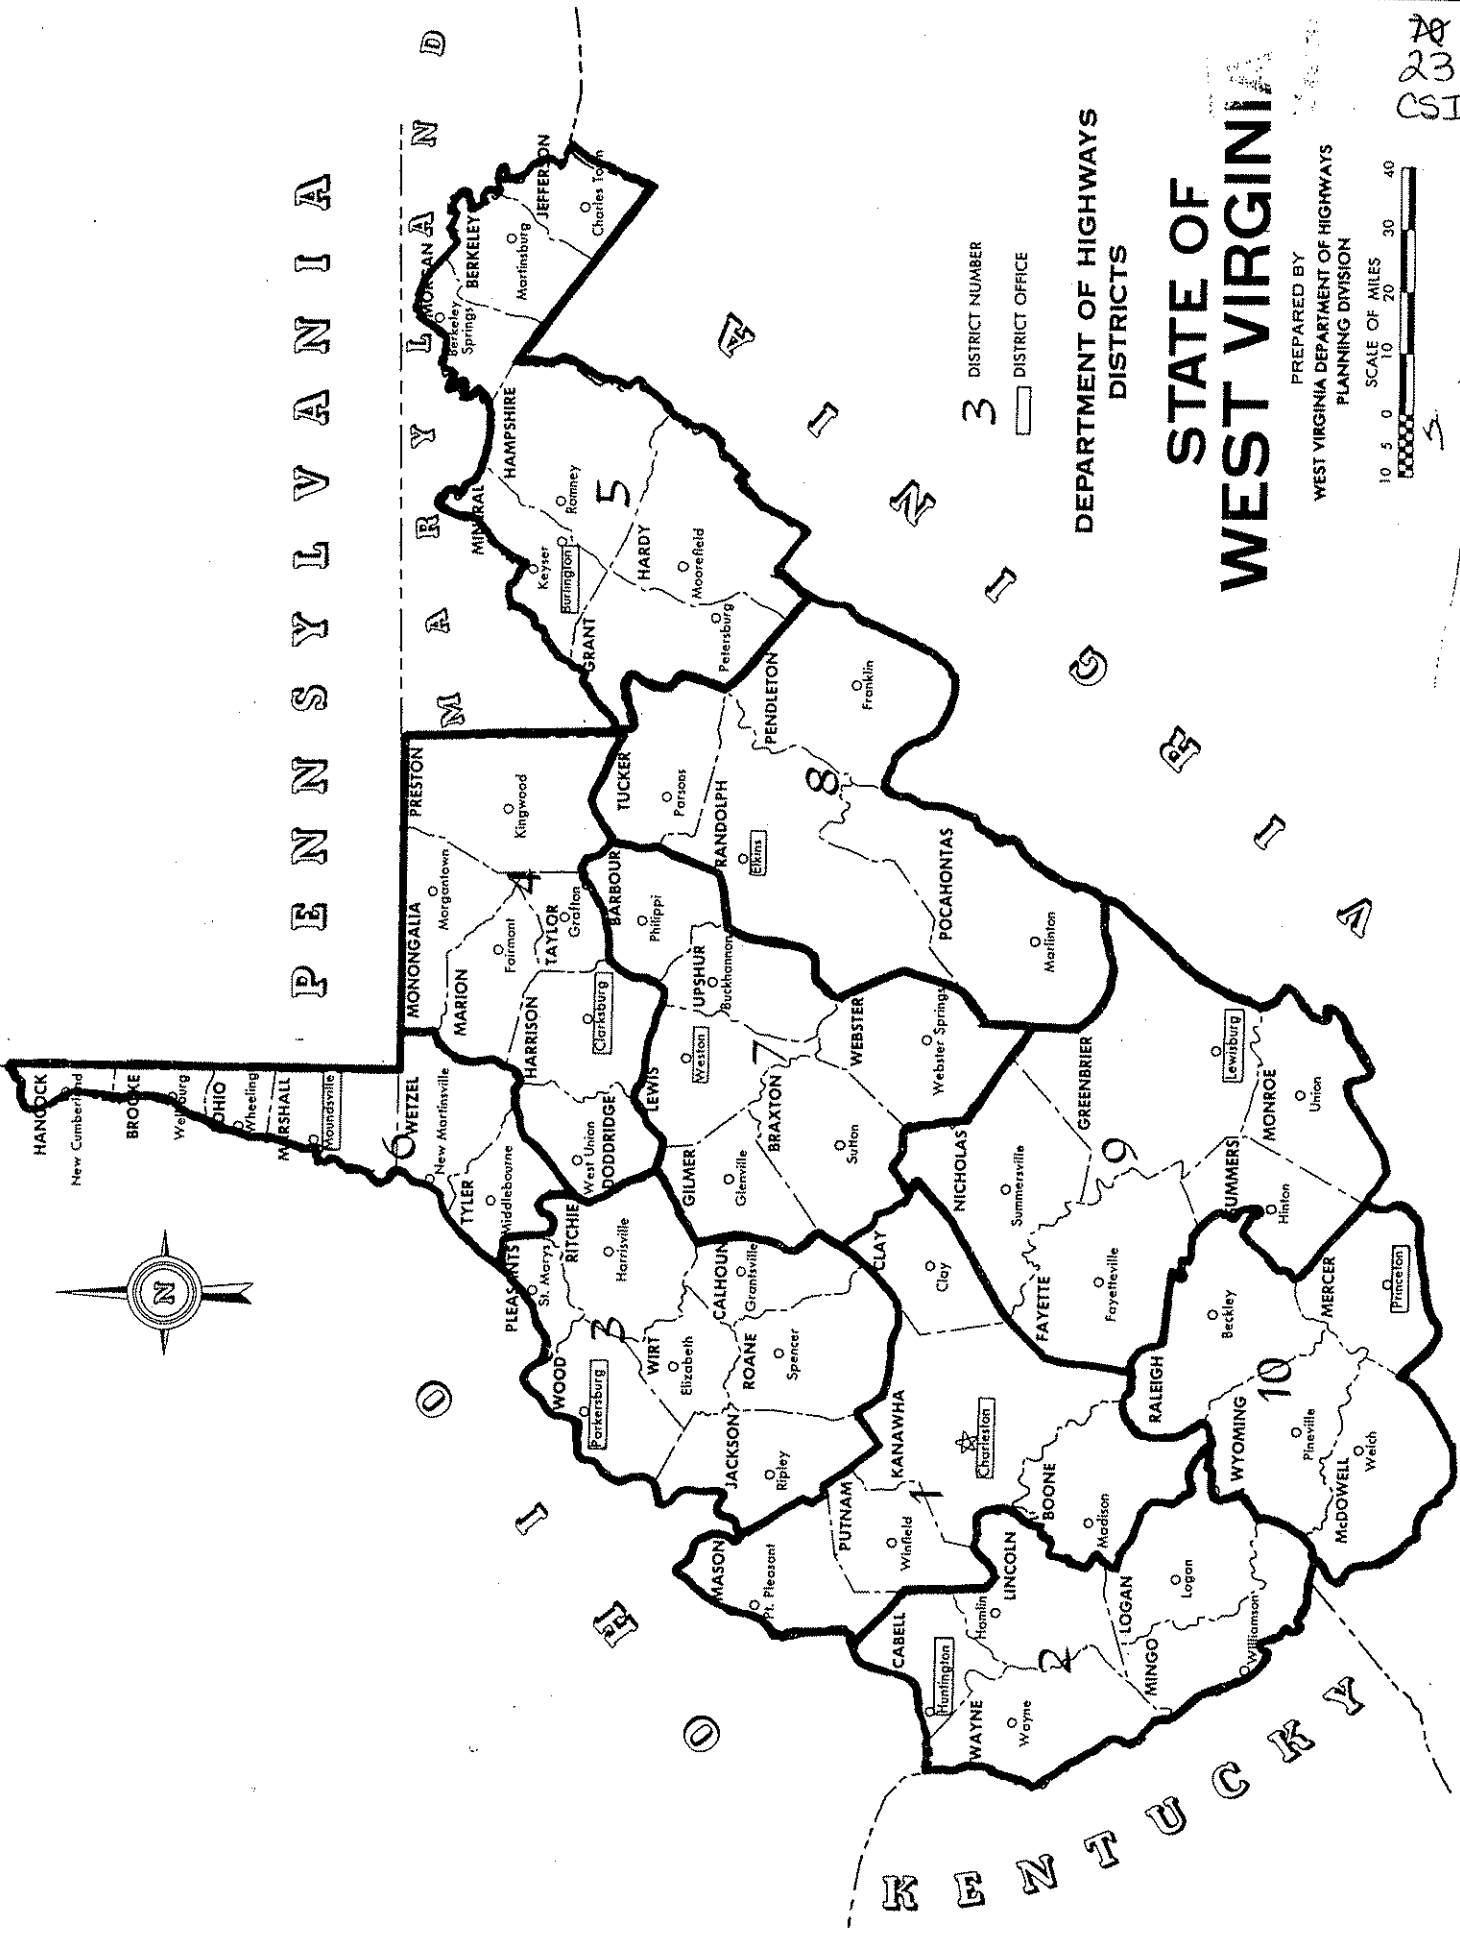 PENNSYLVANIA
MARYLAND
OHIO
KENTUCKY
VIRGINIA
N
HANCOCK
New Cumberland
BROOKE
Wellsburg
OHIO
Wheeling
MARSHALL
Moundsville
6
WETZEL
New Martinsville
TYLER
Middlebourne
PLEASANTS
St. Marys
RITCHIE
Harrisville
WOOD
Parkersburg
3
WIRT
Elizabeth
CALHOUN
Grantsville
ROANE
Spencer
JACKSON
Ripley
MONONGALIA
Morgantown
PRESTON
Kingwood
MARION
Fairmont
4
TAYLOR
Grafton
HARRISON
Clarksburg
DODDRIDGE
West Union
BARBOUR
Philippi
UPSHUR
Buckhannon
LEWIS
Weston
7
GILMER
Glenville
BRAXTON
Sutton
WEBSTER
Webster Springs
TUCKER
Parsons
RANDOLPH
Elkins
8
PENDLETON
Franklin
POCAHONTAS
Marlinton
GRANT
Petersburg
MINERAL
Keyser
Burlington
HAMPSHIRE
Romney
5
HARDY
Moorefield
MORGAN
Berkeley
Springs
BERKELEY
Martinsburg
JEFFERSON
Charles Town
MASON
Pt. Pleasant
PUTNAM
Winfield
1
KANAWHA
Charleston
CLAY
Clay
BOONE
Madison
CABELL
Huntington
WAYNE
Wayne
2
LINCOLN
Hamlin
LOGAN
Logan
MINGO
Williamson
NICHOLAS
Summersville
FAYETTE
Fayetteville
9
GREENBRIER
Lewisburg
SUMMERS
Hinton
MONROE
Union
RALEIGH
Beckley
10
WYOMING
Pineville
McDOWELL
Welch
MERCER
Princeton
3 DISTRICT NUMBER
DISTRICT OFFICE
DEPARTMENT OF HIGHWAYS
DISTRICTS
STATE OF
WEST VIRGINIA
PREPARED BY
WEST VIRGINIA DEPARTMENT OF HIGHWAYS
PLANNING DIVISION
SCALE OF MILES
10 5 0 10 20 30 40
5
23
CSI